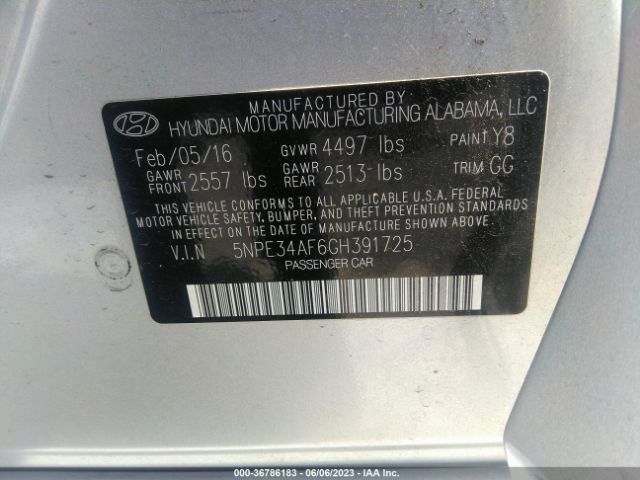 MANUFACTURED BY
HYUNDAI MOTOR MANUFACTURING ALABAMA, LLC
Feb/05/16 GVWR 4497 lbs PAINT Y8
GAWR FRONT 2557 lbs GAWR REAR 2513 lbs TRIM GG
THIS VEHICLE CONFORMS TO ALL APPLICABLE U.S.A. FEDERAL
MOTOR VEHICLE SAFETY, BUMPER, AND THEFT PREVENTION STANDARDS
IN EFFECT ON THE DATE OF MANUFACTURE SHOWN ABOVE.
V.I.N 5NPE34AF6GH391725
PASSENGER CAR
© 000-36786183 - 06/06/2023 - IAA Inc.